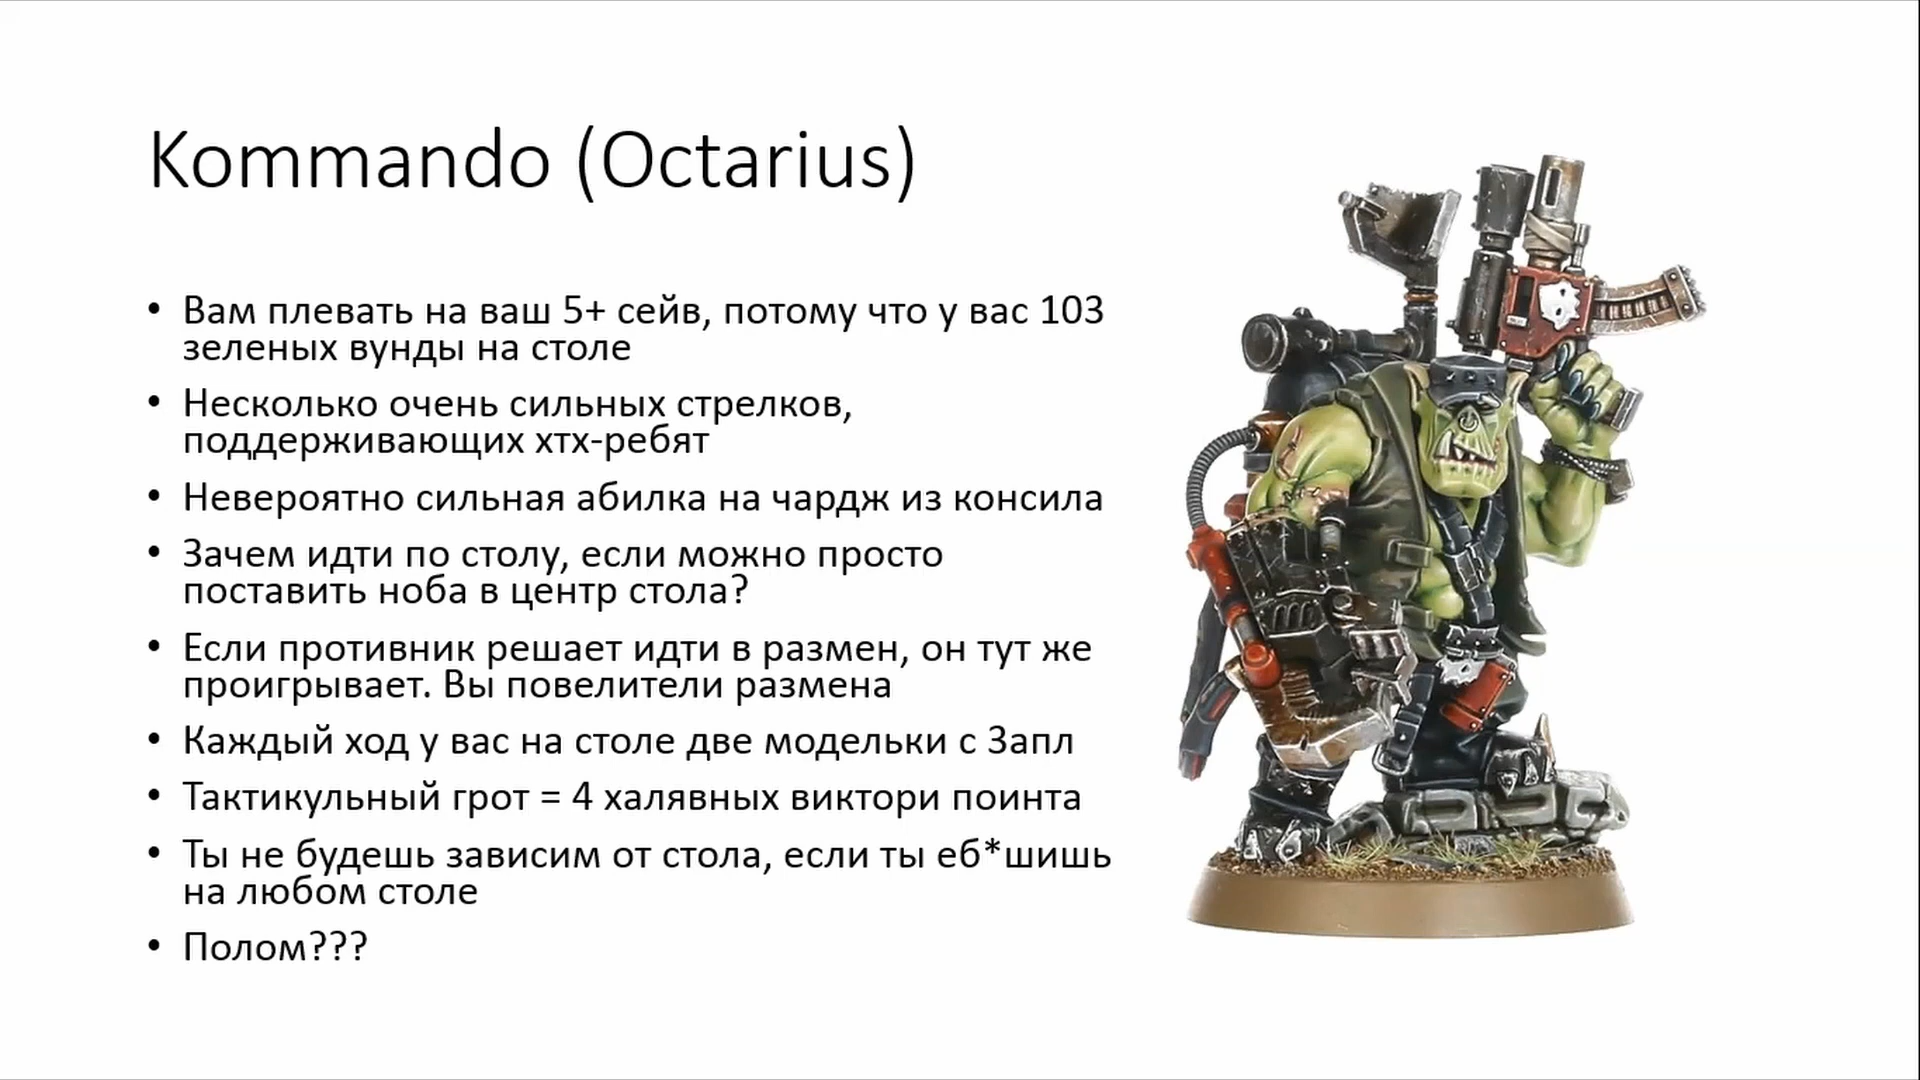 Kommando (Octarius)
• Вам плевать на ваш 5+ сейв, потому что у вас 103
зеленых вунды на столе
• Несколько очень сильных стрелков,
поддерживающих хтх-ребят
• Невероятно сильная абилка на чардж из консила
• Зачем идти по столу, если можно просто
поставить ноба в центр стола?
• Если противник решает идти в размен, он тут же
проигрывает. Вы повелители размена
• Каждый ход у вас на столе две модельки с 3апл
• Тактикульный грот = 4 халявных виктори поинта
• Ты не будешь зависим от стола, если ты еб*шишь
на любом столе
• Полом???